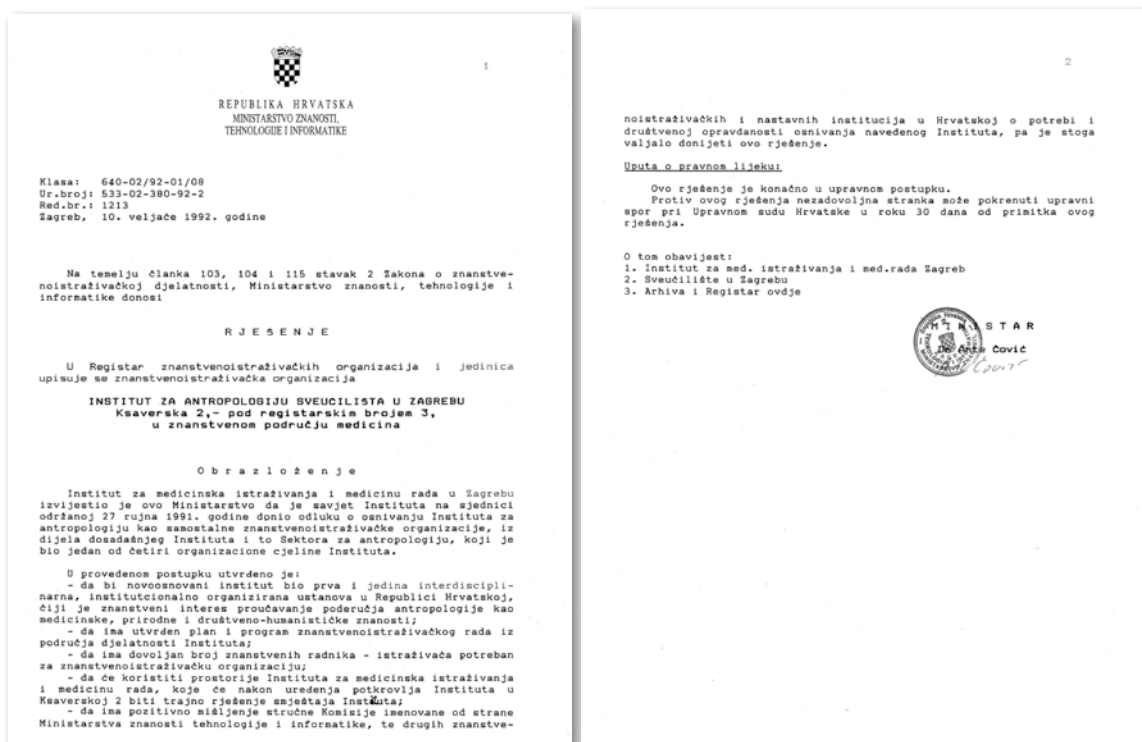 1
REPUBLIKA HRVATSKA
MINISTARSTVO ZNANOSTI,
TEHNOLOGIJE I INFORMATIKE
Klasa: 640-02/92-01/08
Ur.broj: 533-02-380-92-2
Red.br.: 1213
Zagreb, 10. veljače 1992. godine
Na temelju članka 103, 104 i 115 stavak 2 Zakona o znanstve-
noistraživačkoj djelatnosti, Ministarstvo znanosti, tehnologije i
informatike donosi
R J E Š E N J E
U Registar znanstvenoistraživačkih organizacija i jedinica
upisuje se znanstvenoistraživačka organizacija
INSTITUT ZA ANTROPOLOGIJU SVEUCILISTA U ZAGREBU
Ksaverska 2,- pod registarskim brojem 3,
u znanstvenom području medicina
O b r a z l o ž e n j e
Institut za medicinska istraživanja i medicinu rada u Zagrebu
izvijestio je ovo Ministarstvo da je savjet Instituta na sjednici
održanoj 27 rujna 1991. godine donio odluku o osnivanju Instituta za
antropologiju kao samostalne znanstvenoistraživačke organizacije, iz
dijela dosadašnjeg Instituta i to Sektora za antropologiju, koji je
bio jedan od četiri organizacione cjeline Instituta.
U provedenom postupku utvrđeno je:
- da bi novoosnovani institut bio prva i jedina interdiscipli-
narna, institucionalno organizirana ustanova u Republici Hrvatskoj,
čiji je znanstveni interes proučavanje poderučja antropologije kao
medicinske, prirodne i društveno-humanističke znanosti;
- da ima utvrđen plan i program znanstvenoistraživačkog rada iz
područja djelatnosti Instituta;
- da ima dovoljan broj znanstvenih radnika - istraživača potreban
za znanstvenoistraživačku organizaciju;
- da će koristiti prostorije Instituta za medicinska istraživanja
i medicinu rada, koje će nakon uređenja potkrovlja Instituta u
Ksaverskoj 2 biti trajno rješenje smještaja Instituta;
- da ima pozitivno mišljenje stručne Komisije imenovane od strane
Ministarstva znanosti tehnologije i informatike, te drugih znanstve-
2
noistraživačkih i nastavnih institucija u Hrvatskoj o potrebi i
društvenoj opravdanosti osnivanja navedenog Instituta, pa je stoga
valjalo donijeti ovo rješenje.
Uputa o pravnom lijeku:
Ovo rješenje je konačno u upravnom postupku.
Protiv ovog rješenja nezadovoljna stranka može pokrenuti upravni
spor pri Upravnom sudu Hrvatske u roku 30 dana od primitka ovog
rješenja.
O tom obavijest:
1. Institut za med. istraživanja i med.rada Zagreb
2. Sveučilište u Zagrebu
3. Arhiva i Registar ovdje
M I N I S T A R
Dr Ante Čović
Čović